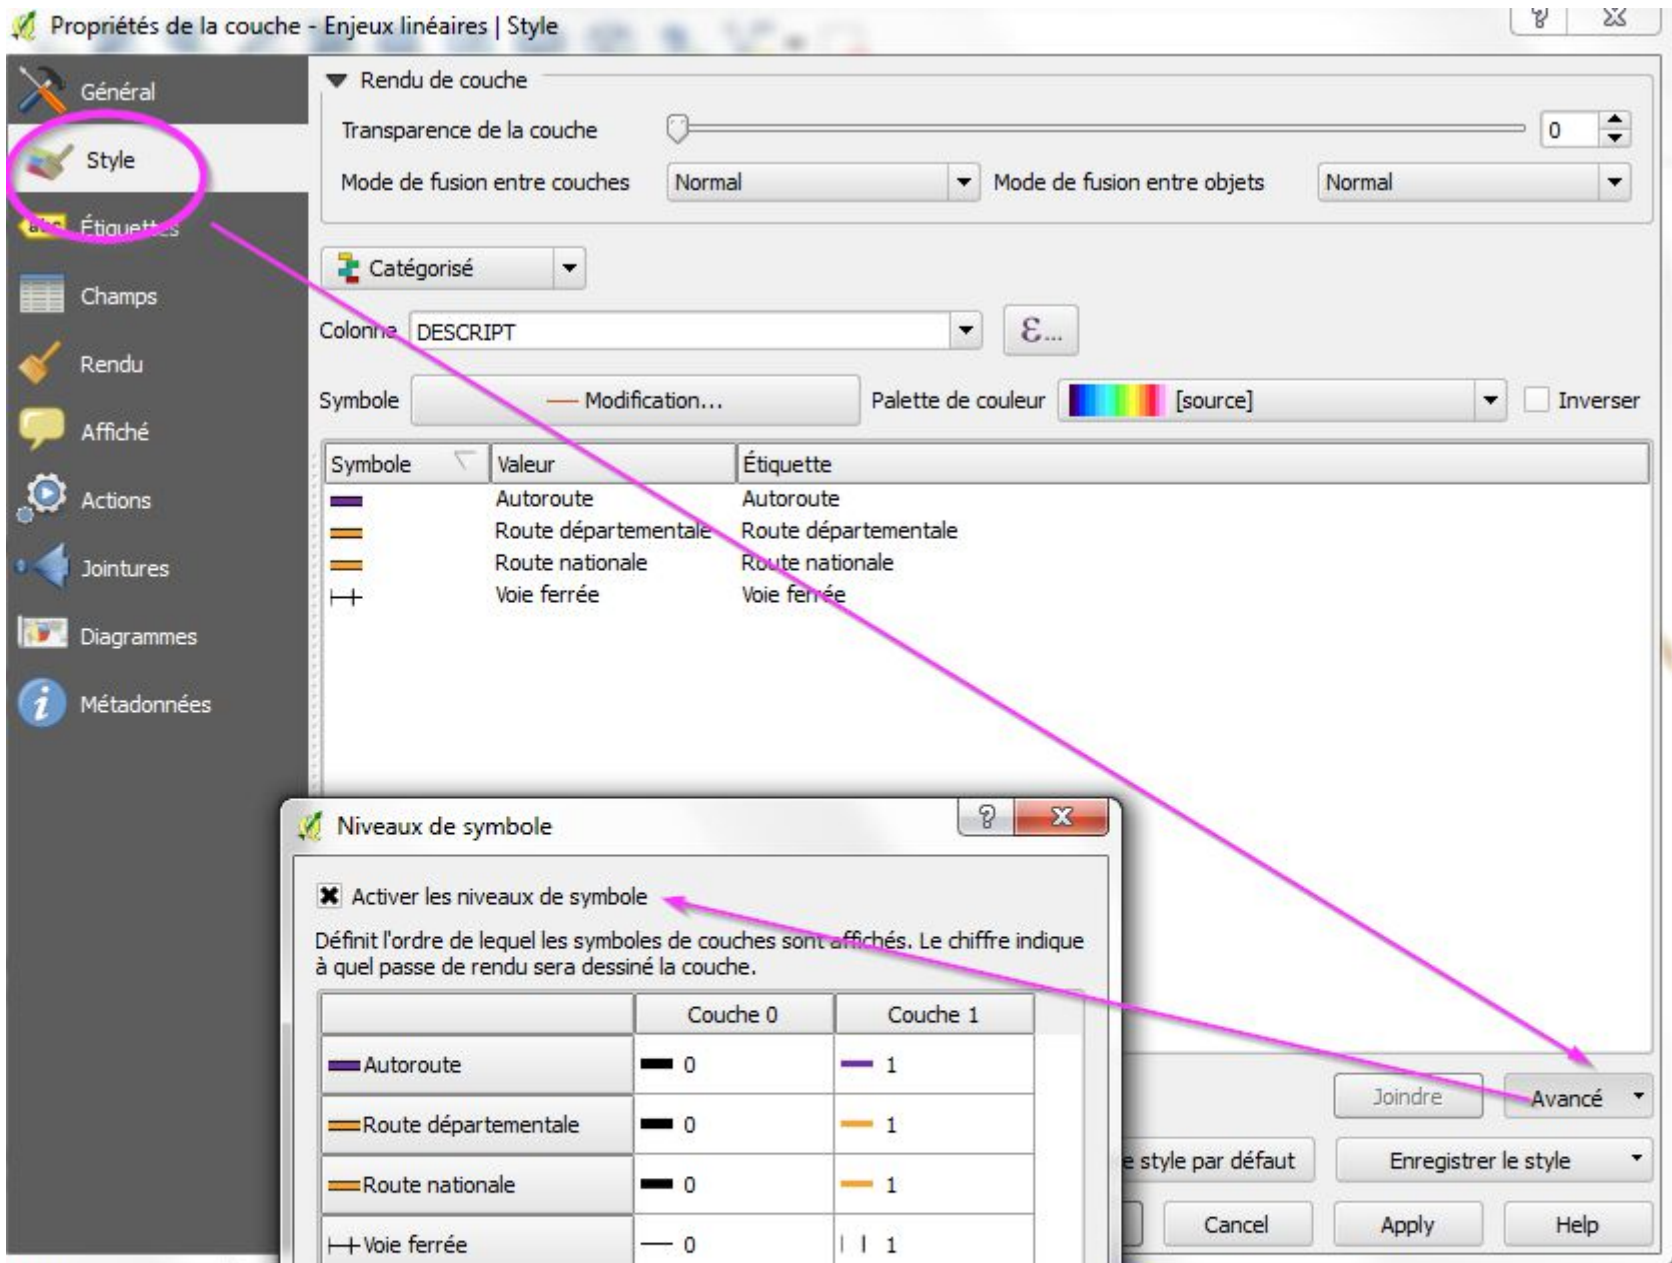 Propriétés de la couche - Enjeux linéaires | Style
Général
Style
Étiquettes
Champs
Rendu
Affiché
Actions
Jointures
Diagrammes
Métadonnées
Rendu de couche
Transparence de la couche 0
Mode de fusion entre couches Normal Mode de fusion entre objets Normal
Catégorisé
Colonne DESCRIPT ε...
Symbole Modification... Palette de couleur [source] Inverser
Symbole Valeur Étiquette
Autoroute Autoroute
Route départementale Route départementale
Route nationale Route nationale
Voie ferrée Voie ferrée
Niveaux de symbole
Activer les niveaux de symbole
Définit l'ordre de lequel les symboles de couches sont affichés. Le chiffre indique
à quel passe de rendu sera dessiné la couche.
Couche 0 Couche 1
Autoroute 0 1
Route départementale 0 1
Route nationale 0 1
Voie ferrée 0 1
Joindre Avancé
e style par défaut Enregistrer le style
Cancel Apply Help